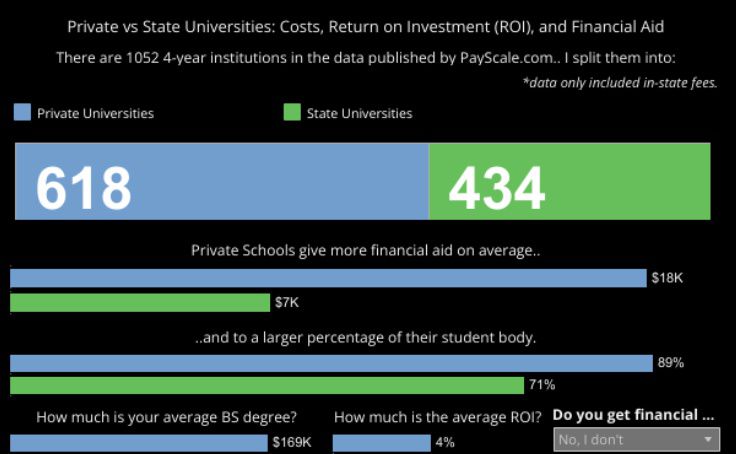 Private vs State Universities: Costs, Return on Investment (ROI), and Financial Aid
There are 1052 4-year institutions in the data published by PayScale.com.. I split them into:
*data only included in-state fees.
Private Universities
State Universities
618
434
Private Schools give more financial aid on average..
$18K
$7K
..and to a larger percentage of their student body.
89%
71%
How much is your average BS degree?
How much is the average ROI?
Do you get financial ...
$169K
4%
No, I don't